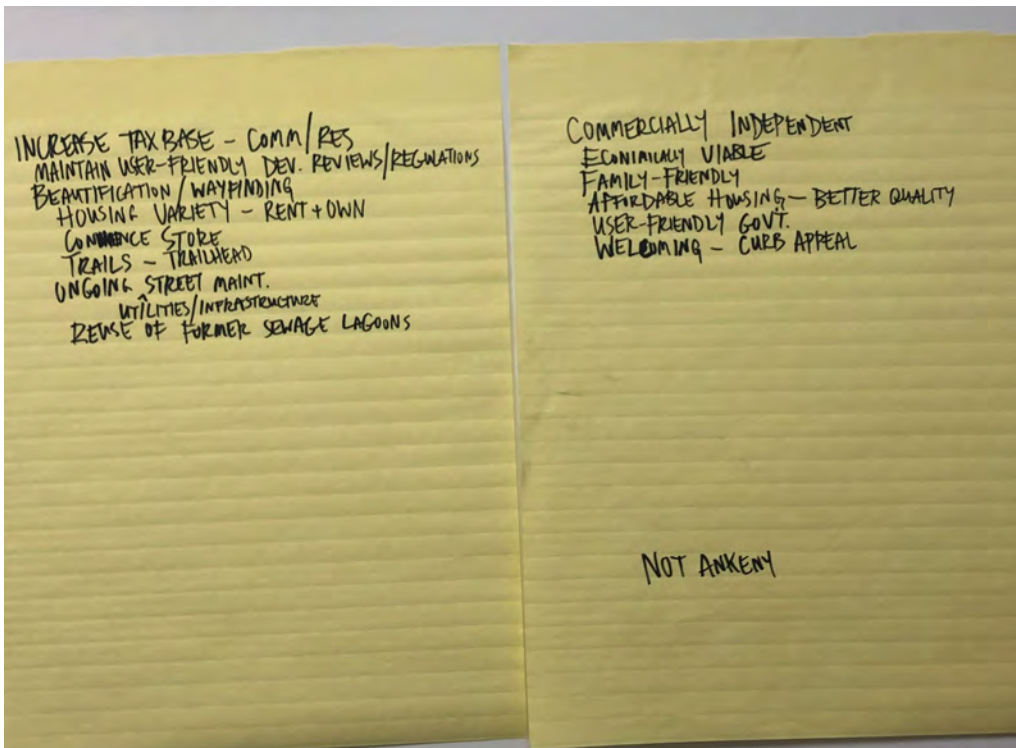 INCREASE TAX BASE - COMM/RES
MAINTAIN USER-FRIENDLY DEV. REVIEWS/REGULATIONS
BEAUTIFICATION/WAYFINDING
HOUSING VARIETY - RENT + OWN
STORE
TRAILS - TRAILHEAD
ONGOING STREET MAINT.
^UTILITIES/INFRASTRUCTURE
REUSE OF FORMER SEWAGE LAGOONS
COMMERCIALLY INDEPENDENT
ECONIMICALLY VIABLE
FAMILY-FRIENDLY
AFFORDABLE HOUSING - BETTER QUALITY
USER-FRIENDLY GOVT.
WELCOMING - CURB APPEAL
NOT ANKENY